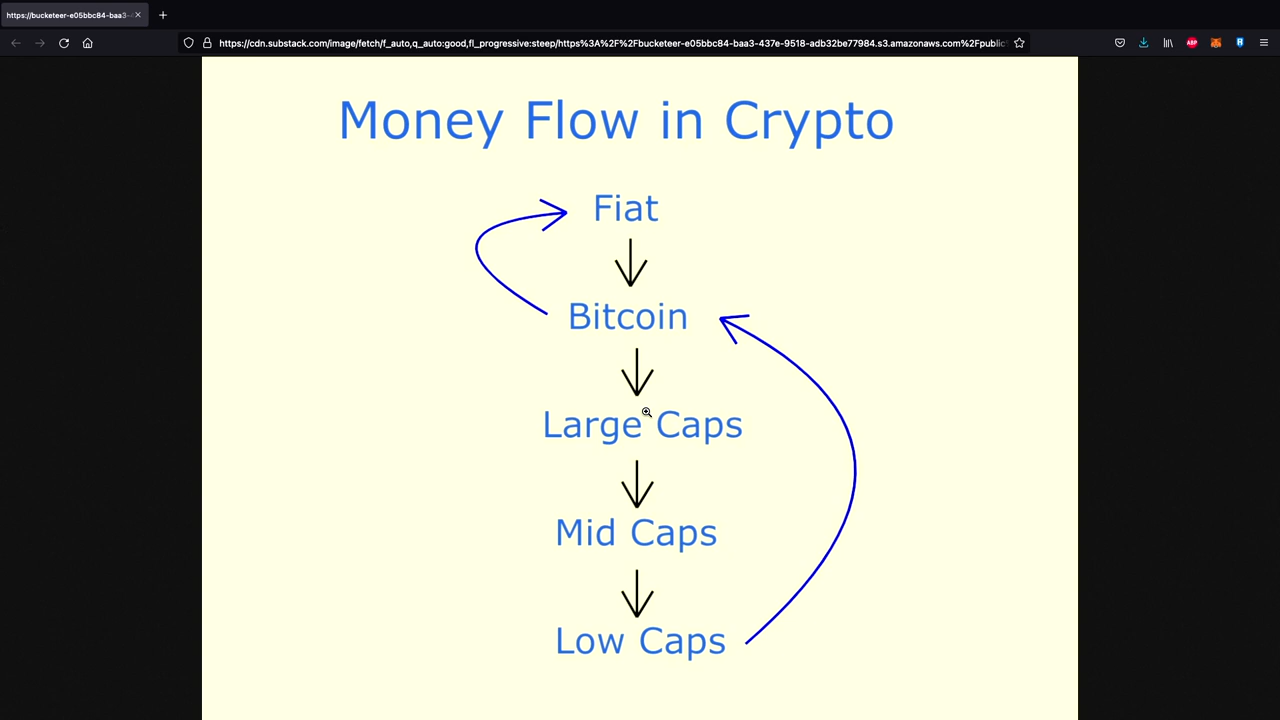 https://bucketeer-e05bbc84-baa3-
https://cdn.substack.com/image/fetch/f_auto,q_auto:good,fl_progressive:steep/https%3A%2F%2Fbucketeer-e05bbc84-baa3-437e-9518-adb32be77984.s3.amazonaws.com%2Fpublic
ABP
Money Flow in Crypto
Fiat
Bitcoin
Large Caps
Mid Caps
Low Caps